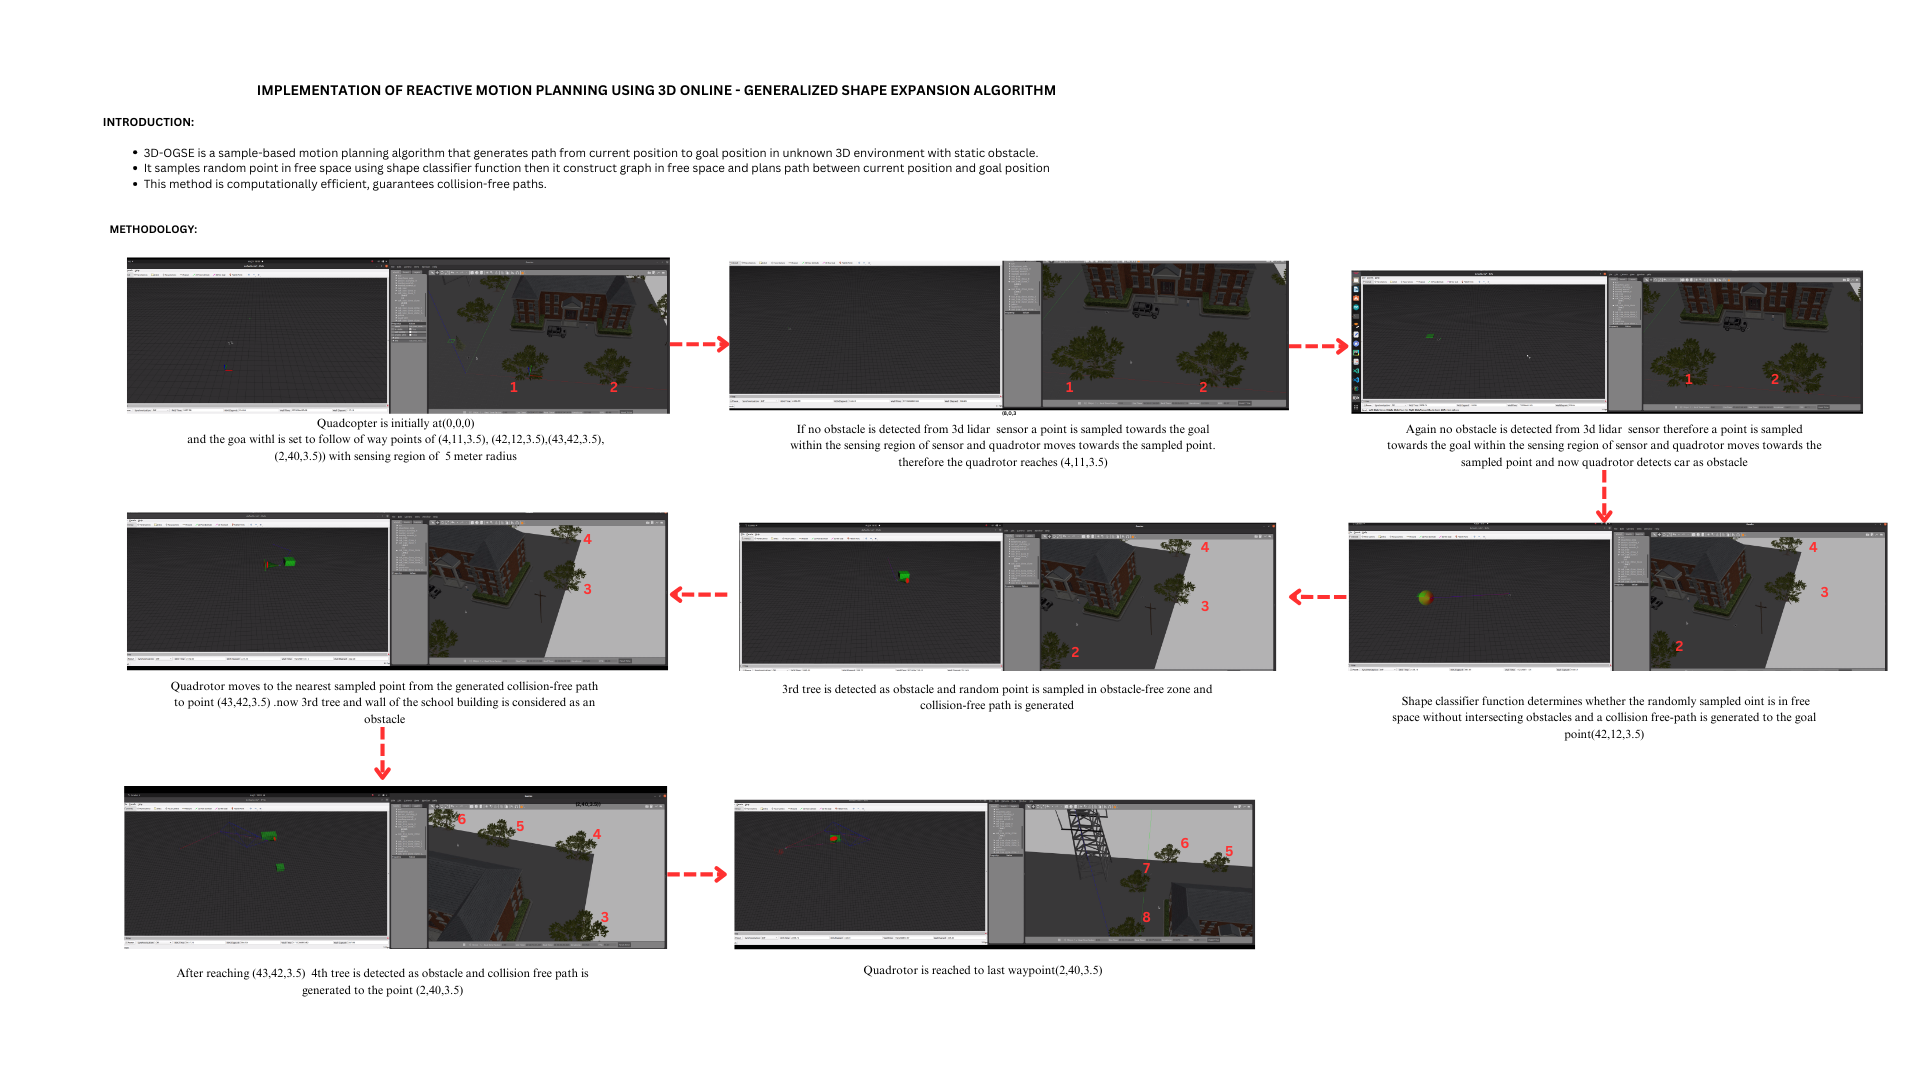 IMPLEMENTATION OF REACTIVE MOTION PLANNING USING 3D ONLINE - GENERALIZED SHAPE EXPANSION ALGORITHM
INTRODUCTION:
• 3D-OGSE is a sample-based motion planning algorithm that generates path from current position to goal position in unknown 3D environment with static obstacle.
• It samples random point in free space using shape classifier function then it construct graph in free space and plans path between current position and goal position
• This method is computationally efficient, guarantees collision-free paths.
METHODOLOGY:
1
2
Quadcopter is initially at(0,0,0)
and the goa withl is set to follow of way points of (4,11,3.5), (42,12,3.5),(43,42,3.5),
(2,40,3.5)) with sensing region of 5 meter radius
1
2
(6,0,3
If no obstacle is detected from 3d lidar sensor a point is sampled towards the goal
within the sensing region of sensor and quadrotor moves towards the sampled point.
therefore the quadrotor reaches (4,11,3.5)
1
2
Again no obstacle is detected from 3d lidar sensor therefore a point is sampled
towards the goal within the sensing region of sensor and quadrotor moves towards the
sampled point and now quadrotor detects car as obstacle
4
3
2
Shape classifier function determines whether the randomly sampled oint is in free
space without intersecting obstacles and a collision free-path is generated to the goal
point(42,12,3.5)
4
3
2
3rd tree is detected as obstacle and random point is sampled in obstacle-free zone and
collision-free path is generated
4
3
Quadrotor moves to the nearest sampled point from the generated collision-free path
to point (43,42,3.5) .now 3rd tree and wall of the school building is considered as an
obstacle
6
5
4
3
After reaching (43,42,3.5) 4th tree is detected as obstacle and collision free path is
generated to the point (2,40,3.5)
6
5
7
8
Quadrotor is reached to last waypoint(2,40,3.5)